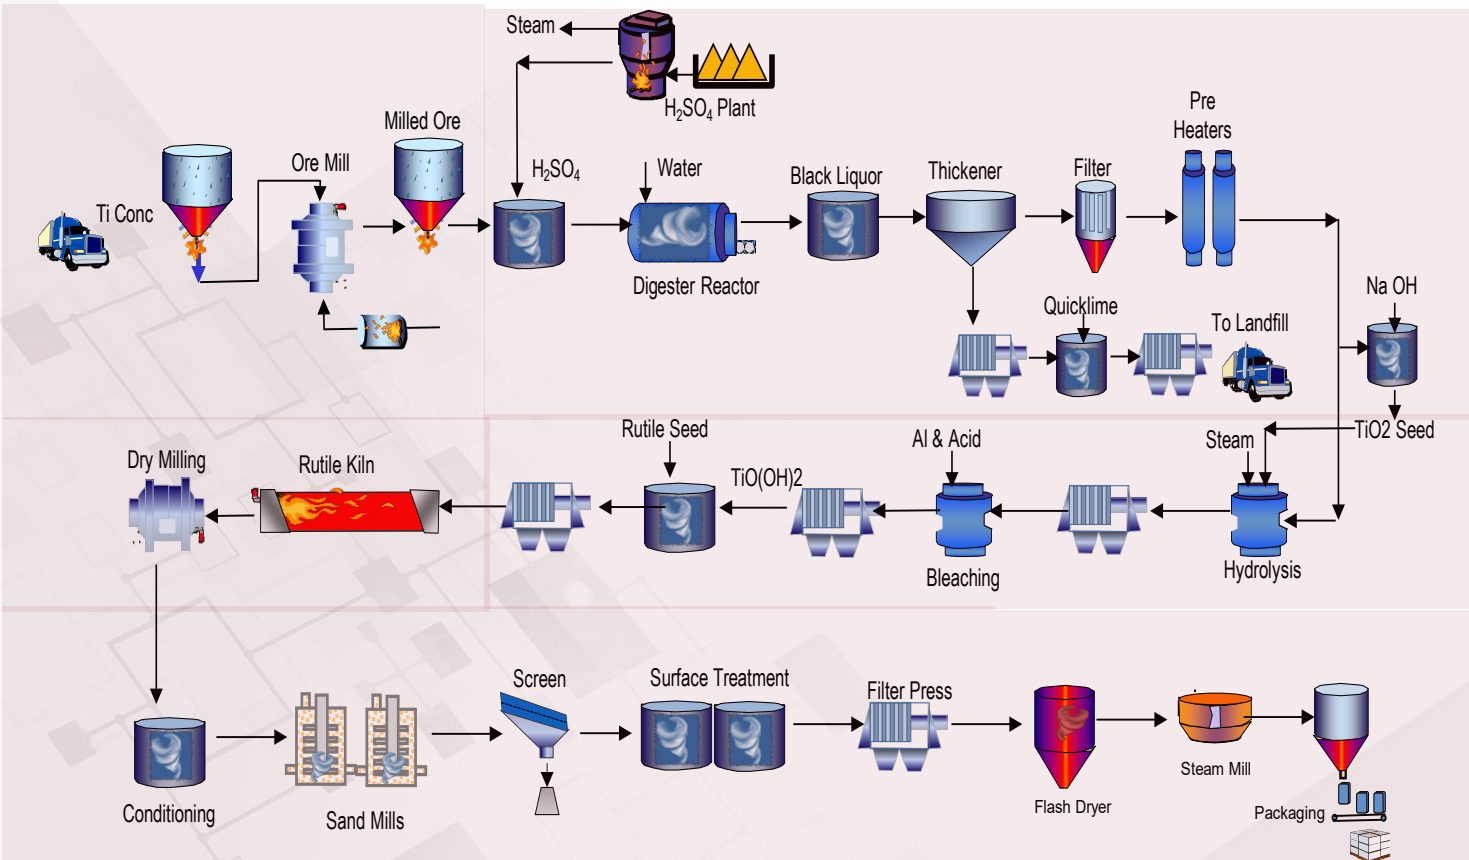 Steam
H₂SO₄ Plant
Pre
Heaters
Milled Ore
Ore Mill
H₂SO₄
Water
Black Liquor
Thickener
Filter
Ti Conc
Digester Reactor
Quicklime
To Landfill
Na OH
Rutile Seed
Al & Acid
Steam
TiO2 Seed
Dry Milling
Rutile Kiln
TiO(OH)2
Bleaching
Hydrolysis
Screen
Surface Treatment
Filter Press
Steam Mill
Conditioning
Sand Mills
Flash Dryer
Packaging